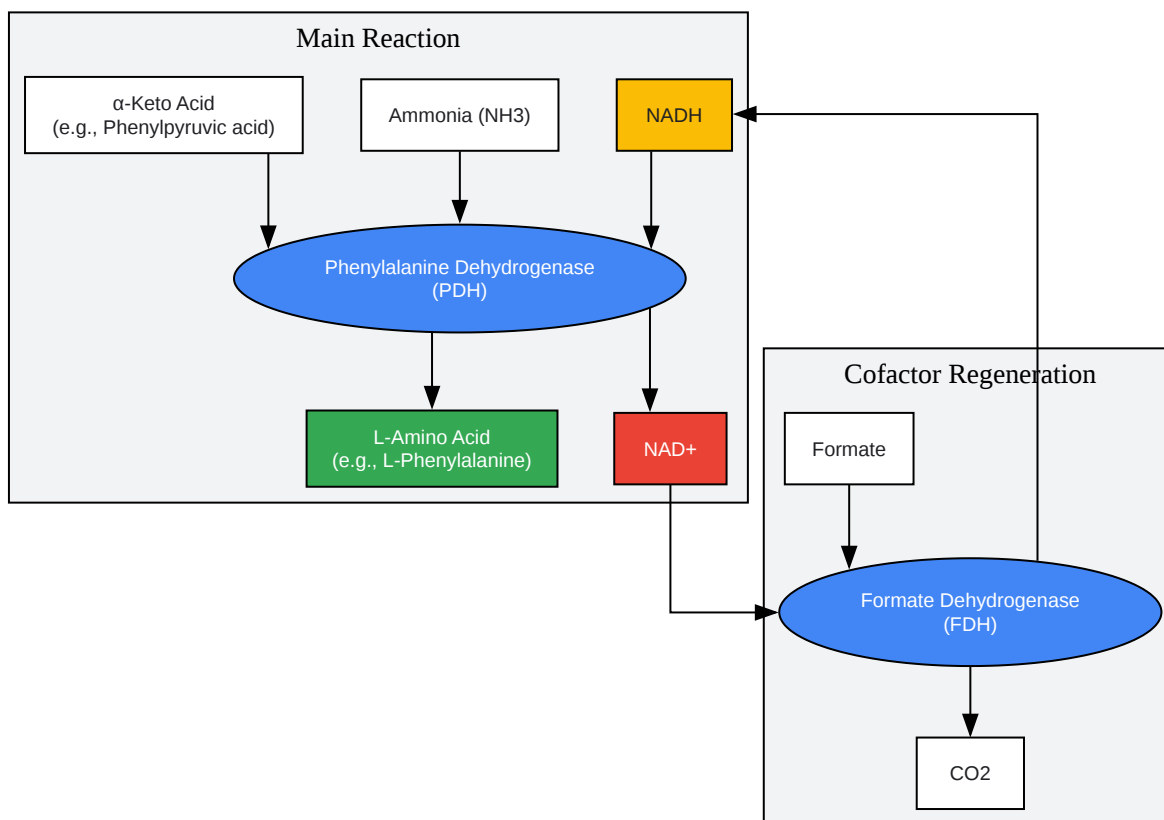 Main Reaction
α-Keto Acid
(e.g., Phenylpyruvic acid)
Ammonia (NH3)
NADH
Phenylalanine Dehydrogenase
(PDH)
L-Amino Acid
(e.g., L-Phenylalanine)
NAD+
Cofactor Regeneration
Formate
Formate Dehydrogenase
(FDH)
CO2